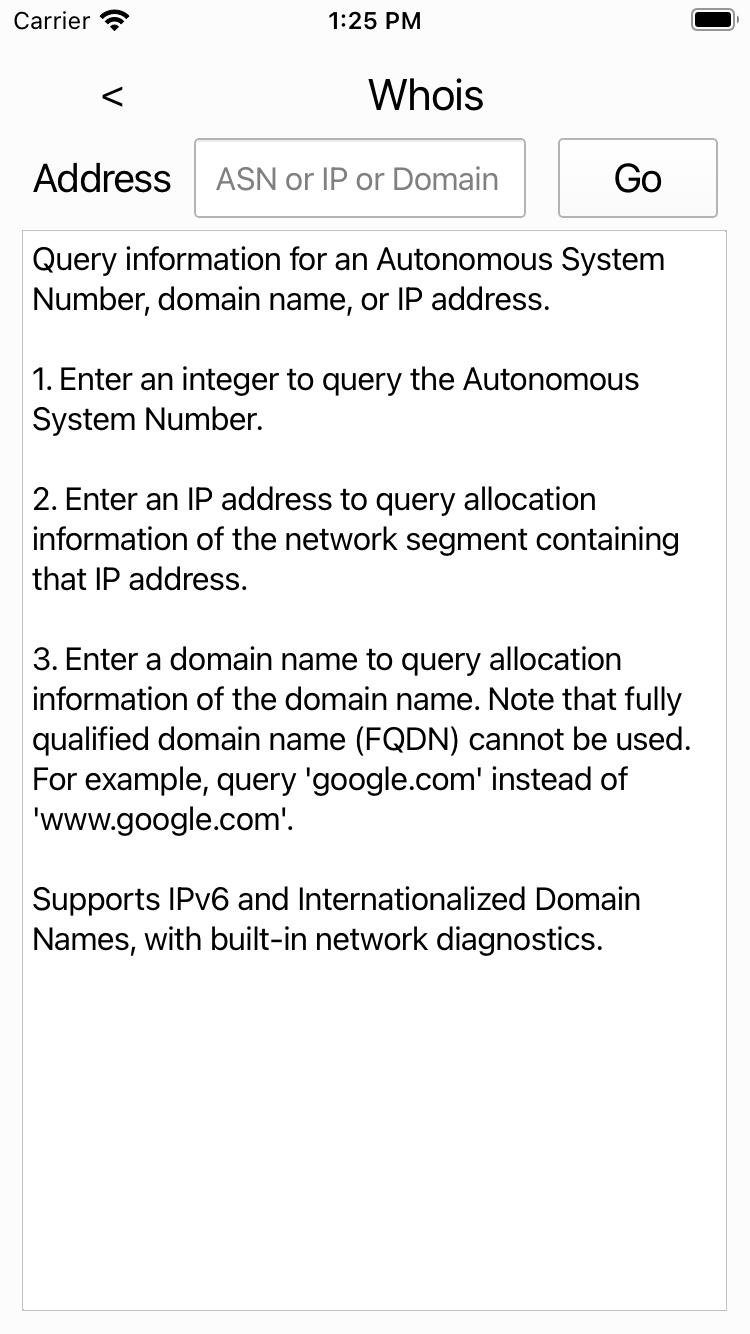 Carrier 1:25 PM
< Whois
Address ASN or IP or Domain Go
Query information for an Autonomous System
Number, domain name, or IP address.
1. Enter an integer to query the Autonomous
System Number.
2. Enter an IP address to query allocation
information of the network segment containing
that IP address.
3. Enter a domain name to query allocation
information of the domain name. Note that fully
qualified domain name (FQDN) cannot be used.
For example, query 'google.com' instead of
'www.google.com'.
Supports IPv6 and Internationalized Domain
Names, with built-in network diagnostics.